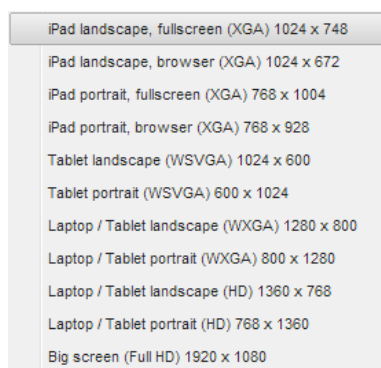 iPad landscape, fullscreen (XGA) 1024 x 748
iPad landscape, browser (XGA) 1024 x 672
iPad portrait, fullscreen (XGA) 768 x 1004
iPad portrait, browser (XGA) 768 x 928
Tablet landscape (WSVGA) 1024 x 600
Tablet portrait (WSVGA) 600 x 1024
Laptop / Tablet landscape (WXGA) 1280 x 800
Laptop / Tablet portrait (WXGA) 800 x 1280
Laptop / Tablet landscape (HD) 1360 x 768
Laptop / Tablet portrait (HD) 768 x 1360
Big screen (Full HD) 1920 x 1080